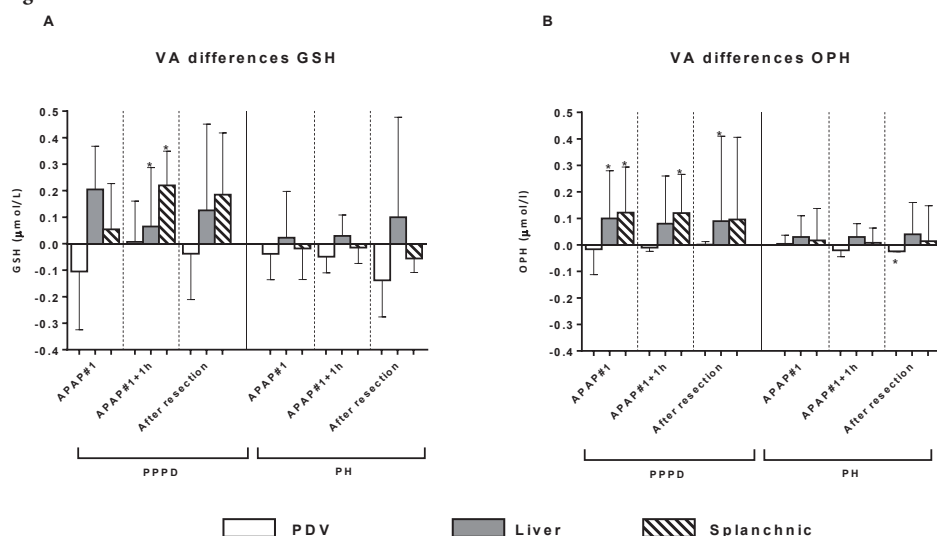 A
B
VA differences GSH
VA differences OPH
GSH (μmol/L)
0.5
0.4
0.3
0.2
0.1
0.0
-0.1
-0.2
-0.3
-0.4
* *
APAP#1
APAP#1+1h
After resection
APAP#1
APAP#1+1h
After resection
PPPD
PH
OPH (μmol/l)
0.5
0.4
0.3
0.2
0.1
0.0
-0.1
-0.2
-0.3
-0.4
* * * * *
APAP#1
APAP#1+1h
After resection
APAP#1
APAP#1+1h
After resection
PPPD
PH
PDV
Liver
Splanchnic